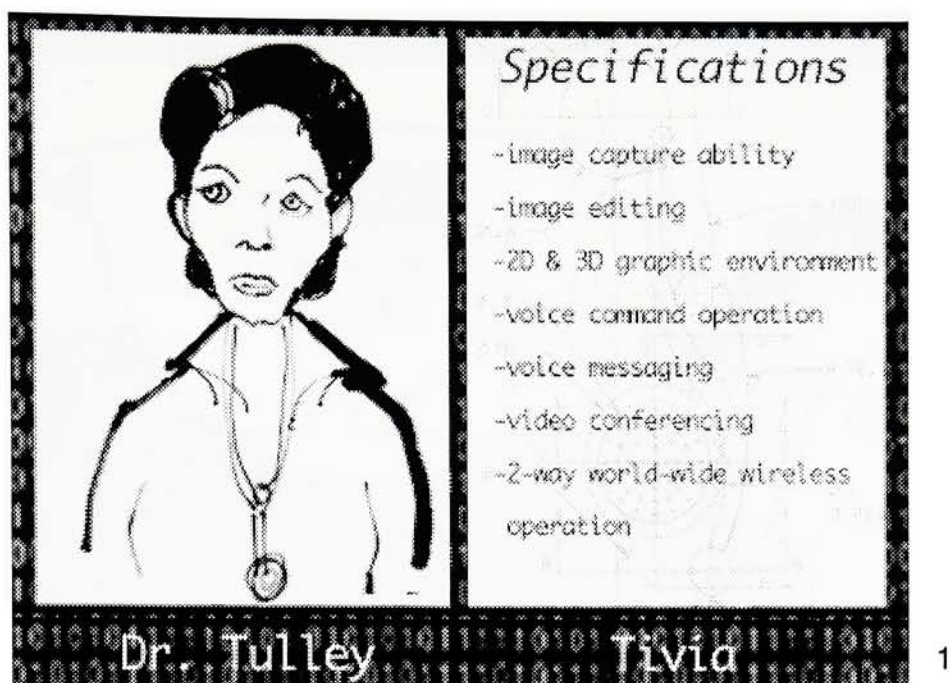 Specifications
-image capture ability
-image editing
-2D & 3D graphic environment
-voice command operation
-voice messaging
-video conferencing
-2-way world-wide wireless
operation
Dr. Tulley
Tivia
1